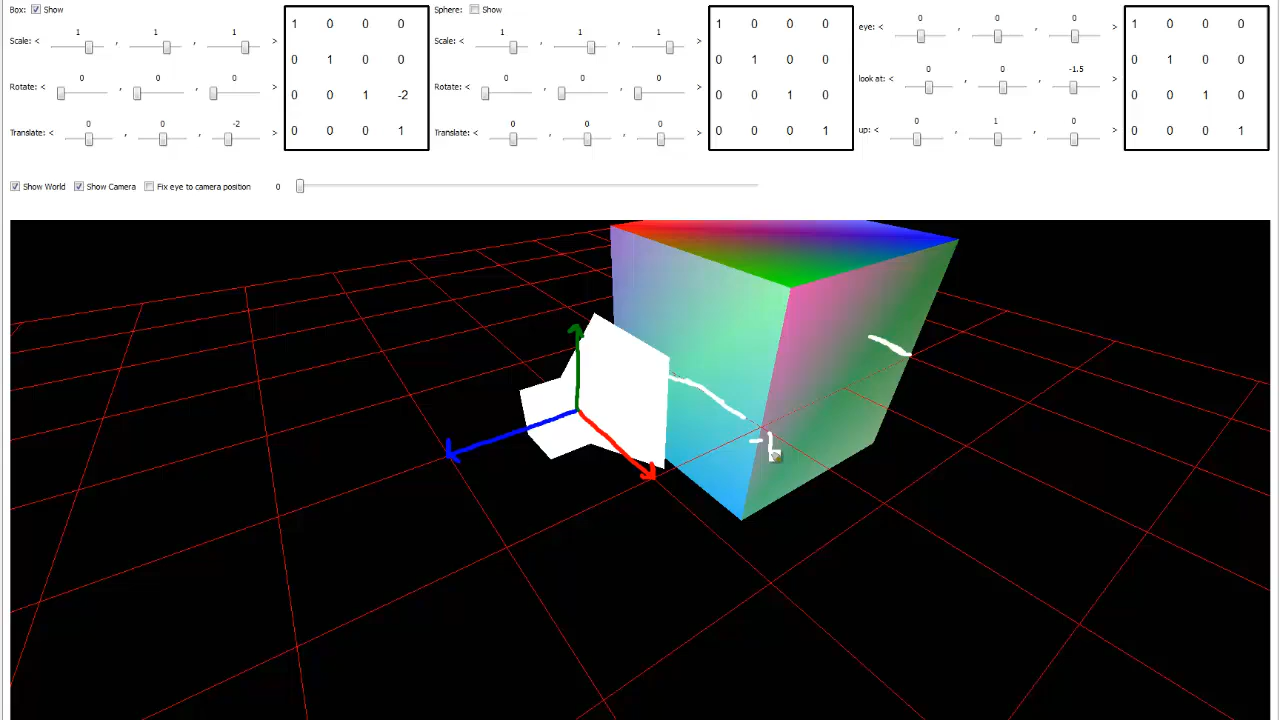 Box: Show
Scale: < 1 , 1 , 1 >
Rotate: < 0 , 0 , 0 >
Translate: < 0 , 0 , -2 >
1 0 0 0
0 1 0 0
0 0 1 -2
0 0 0 1
Sphere: Show
Scale: < 1 , 1 , 1 >
Rotate: < 0 , 0 , 0 >
Translate: < 0 , 0 , 0 >
1 0 0 0
0 1 0 0
0 0 1 0
0 0 0 1
eye: < 0 , 0 , 0 >
look at: < 0 , 0 , -1.5 >
up: < 0 , 1 , 0 >
1 0 0 0
0 1 0 0
0 0 1 0
0 0 0 1
Show World Show Camera Fix eye to camera position 0